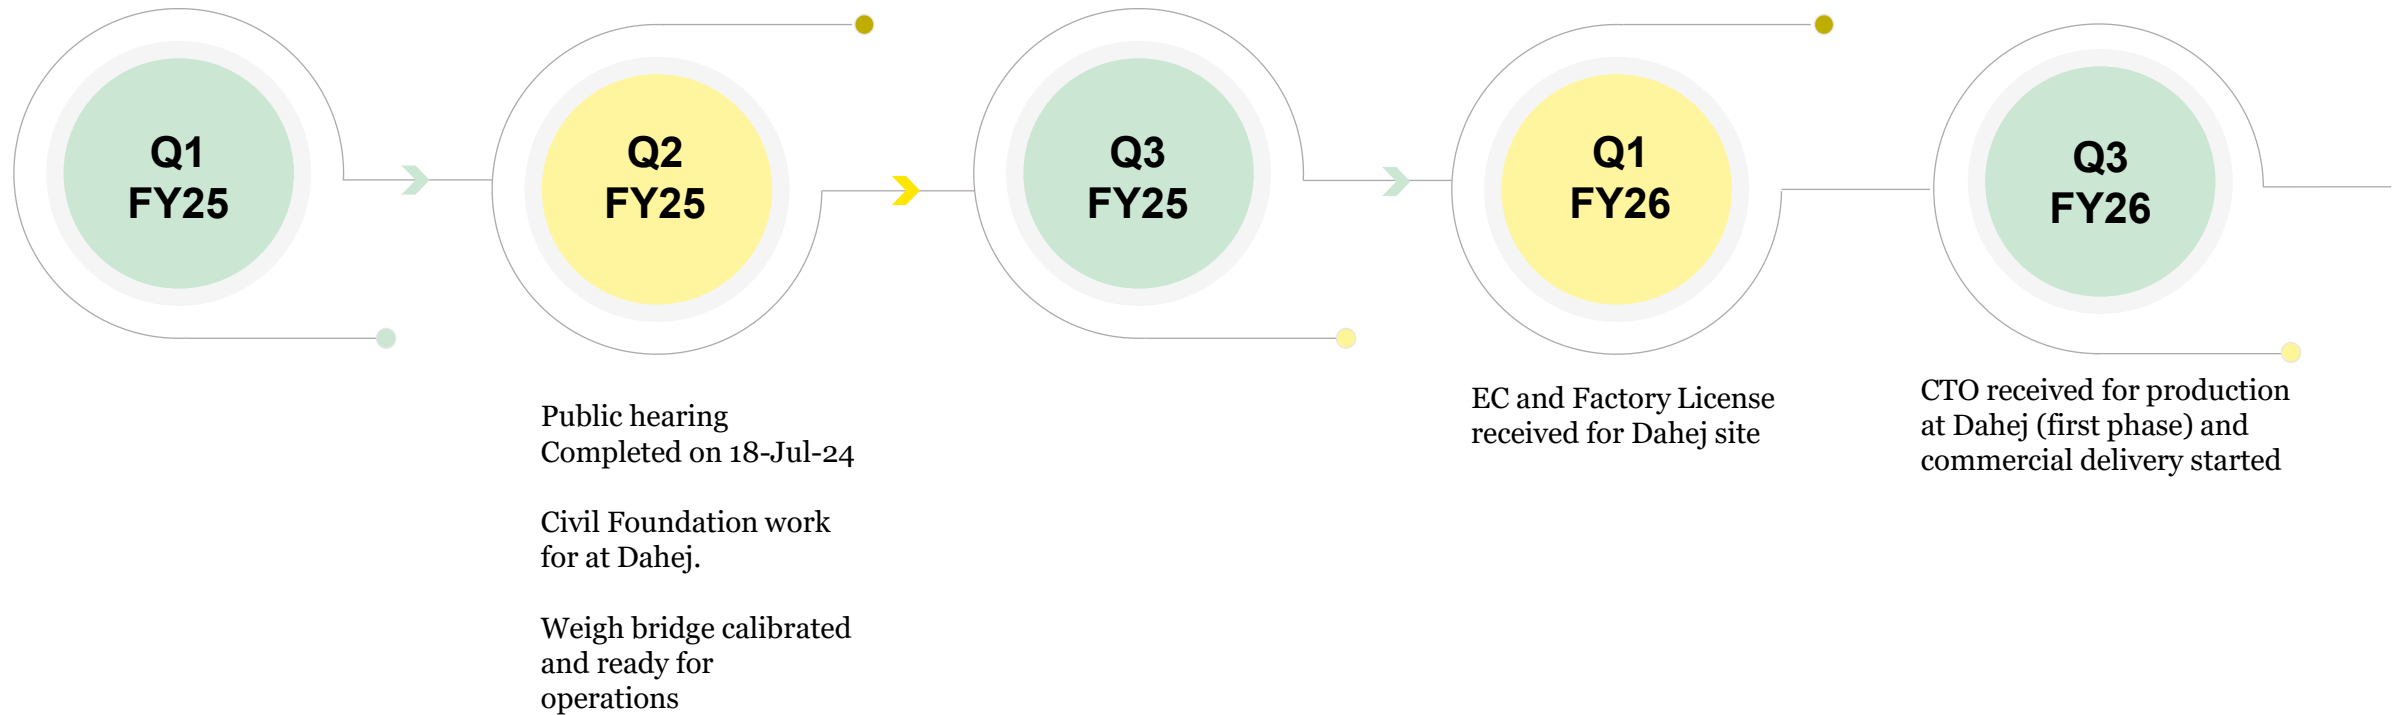 Q1
FY25
Q2
FY25
Q3
FY25
Q1
FY26
Q3
FY26
Public hearing
Completed on 18-Jul-24
Civil Foundation work
for at Dahej.
Weigh bridge calibrated
and ready for
operations
EC and Factory License
received for Dahej site
CTO received for production
at Dahej (first phase) and
commercial delivery started